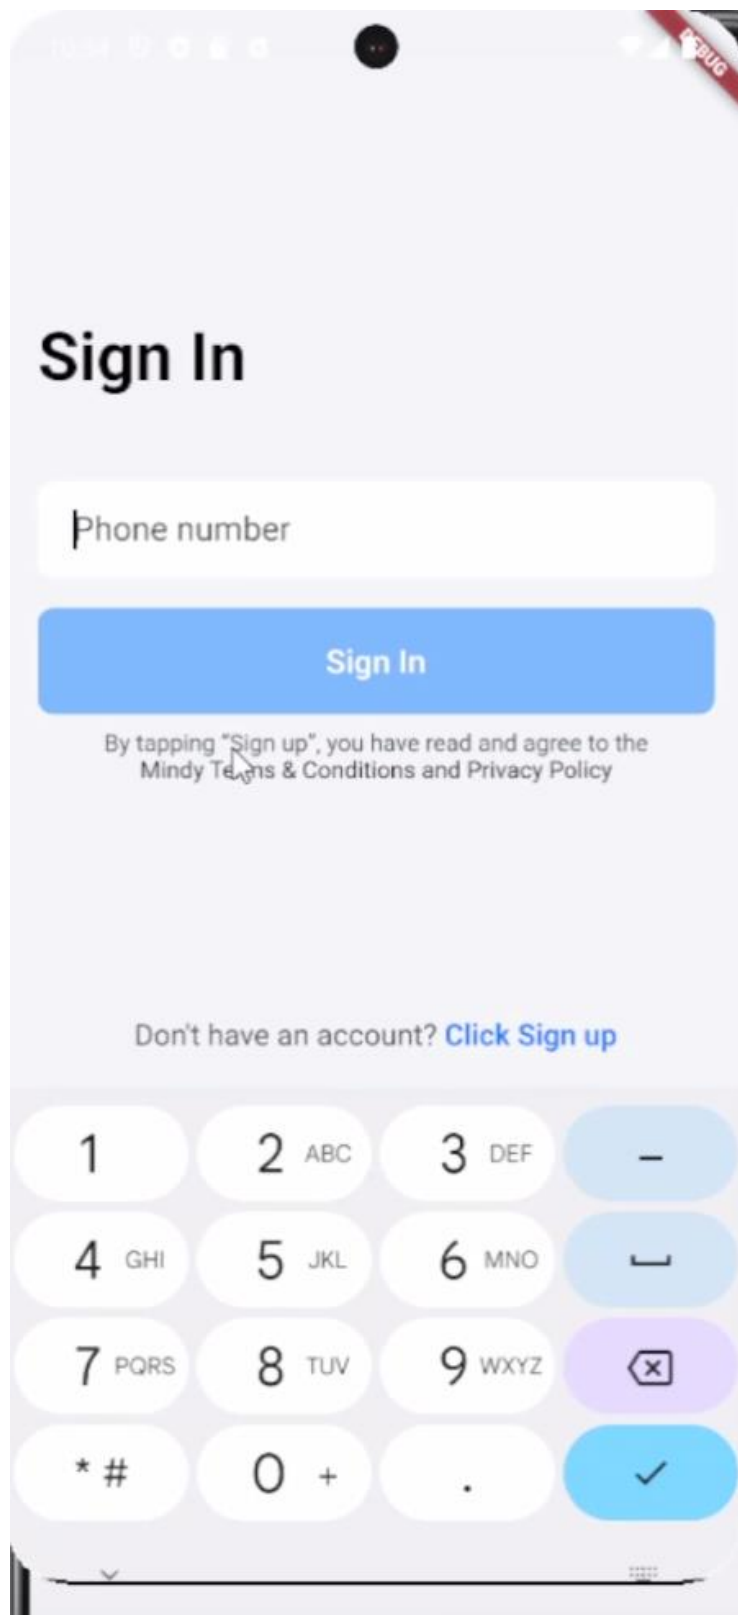 DEBUG
Sign In
Phone number
Sign In
By tapping “Sign up”, you have read and agree to the
Mindy Terms & Conditions and Privacy Policy
Don't have an account? Click Sign up
1 2 ABC 3 DEF –
4 GHI 5 JKL 6 MNO
7 PQRS 8 TUV 9 WXYZ
* # 0 + .